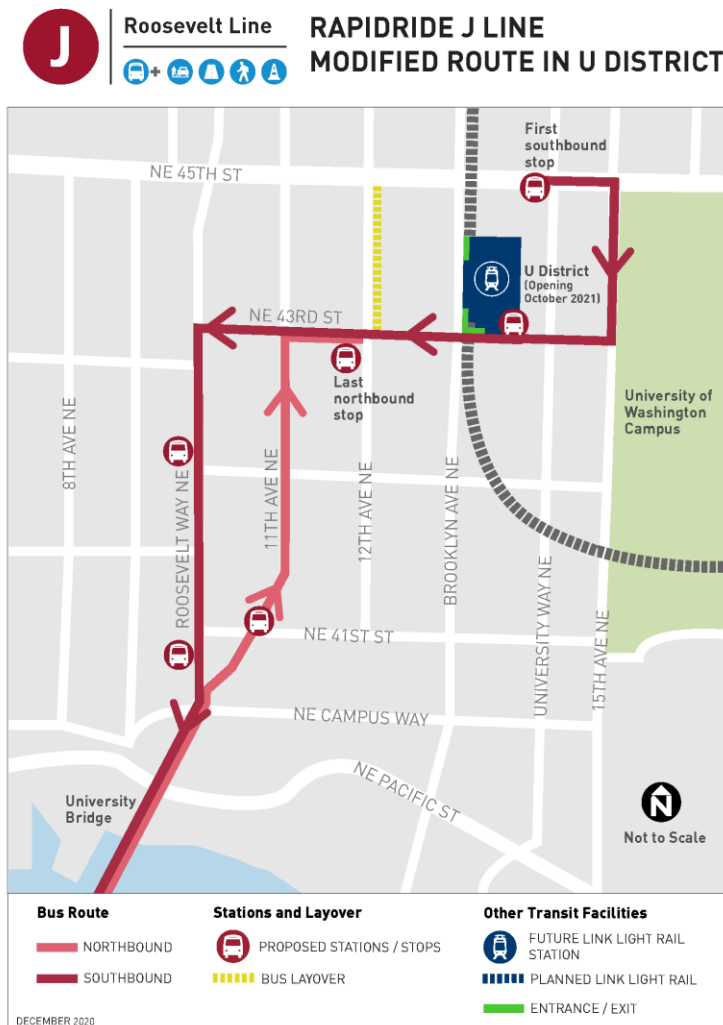 J
Roosevelt Line
+
RAPIDRIDE J LINE
MODIFIED ROUTE IN U DISTRICT
First
southbound
stop
NE 45TH ST
U District
(Opening
October 2021)
NE 43RD ST
Last
northbound
stop
University of
Washington
Campus
8TH AVE NE
ROOSEVELT WAY NE
11TH AVE NE
12TH AVE NE
BROOKLYN AVE NE
UNIVERSITY WAY NE
15TH AVE NE
NE 41ST ST
NE CAMPUS WAY
NE PACIFIC ST
University
Bridge
N
Not to Scale
Bus Route
NORTHBOUND
SOUTHBOUND
Stations and Layover
PROPOSED STATIONS / STOPS
BUS LAYOVER
Other Transit Facilities
FUTURE LINK LIGHT RAIL
STATION
PLANNED LINK LIGHT RAIL
ENTRANCE / EXIT
DECEMBER 2020